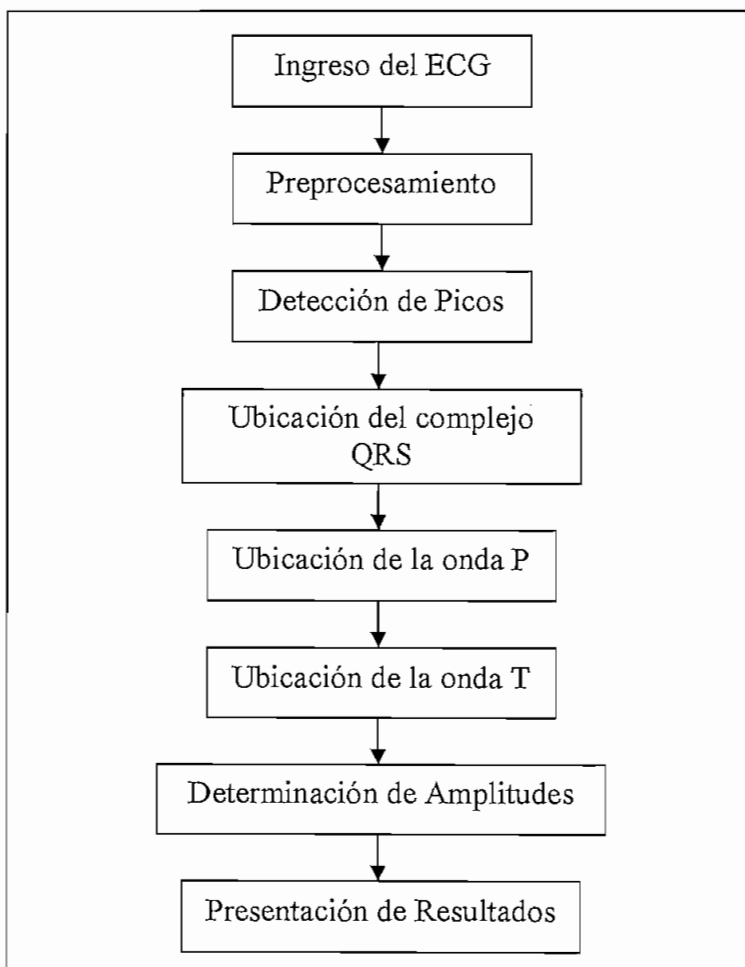 Ingreso del ECG
Preprocesamiento
Detección de Picos
Ubicación del complejo
QRS
Ubicación de la onda P
Ubicación de la onda T
Determinación de Amplitudes
Presentación de Resultados